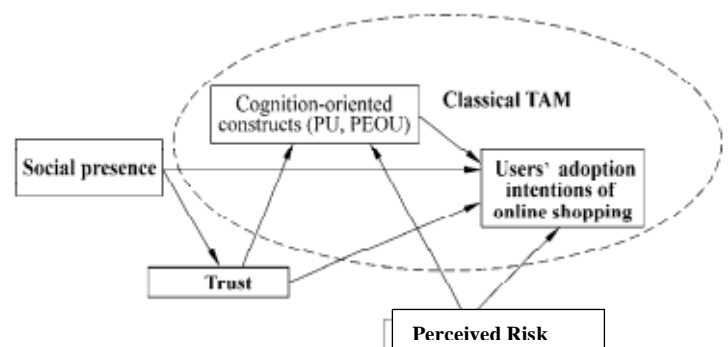 Cognition-oriented
constructs (PU, PEOU)
Classical TAM
Social presence
Users' adoption
intentions of
online shopping
Trust
Perceived Risk